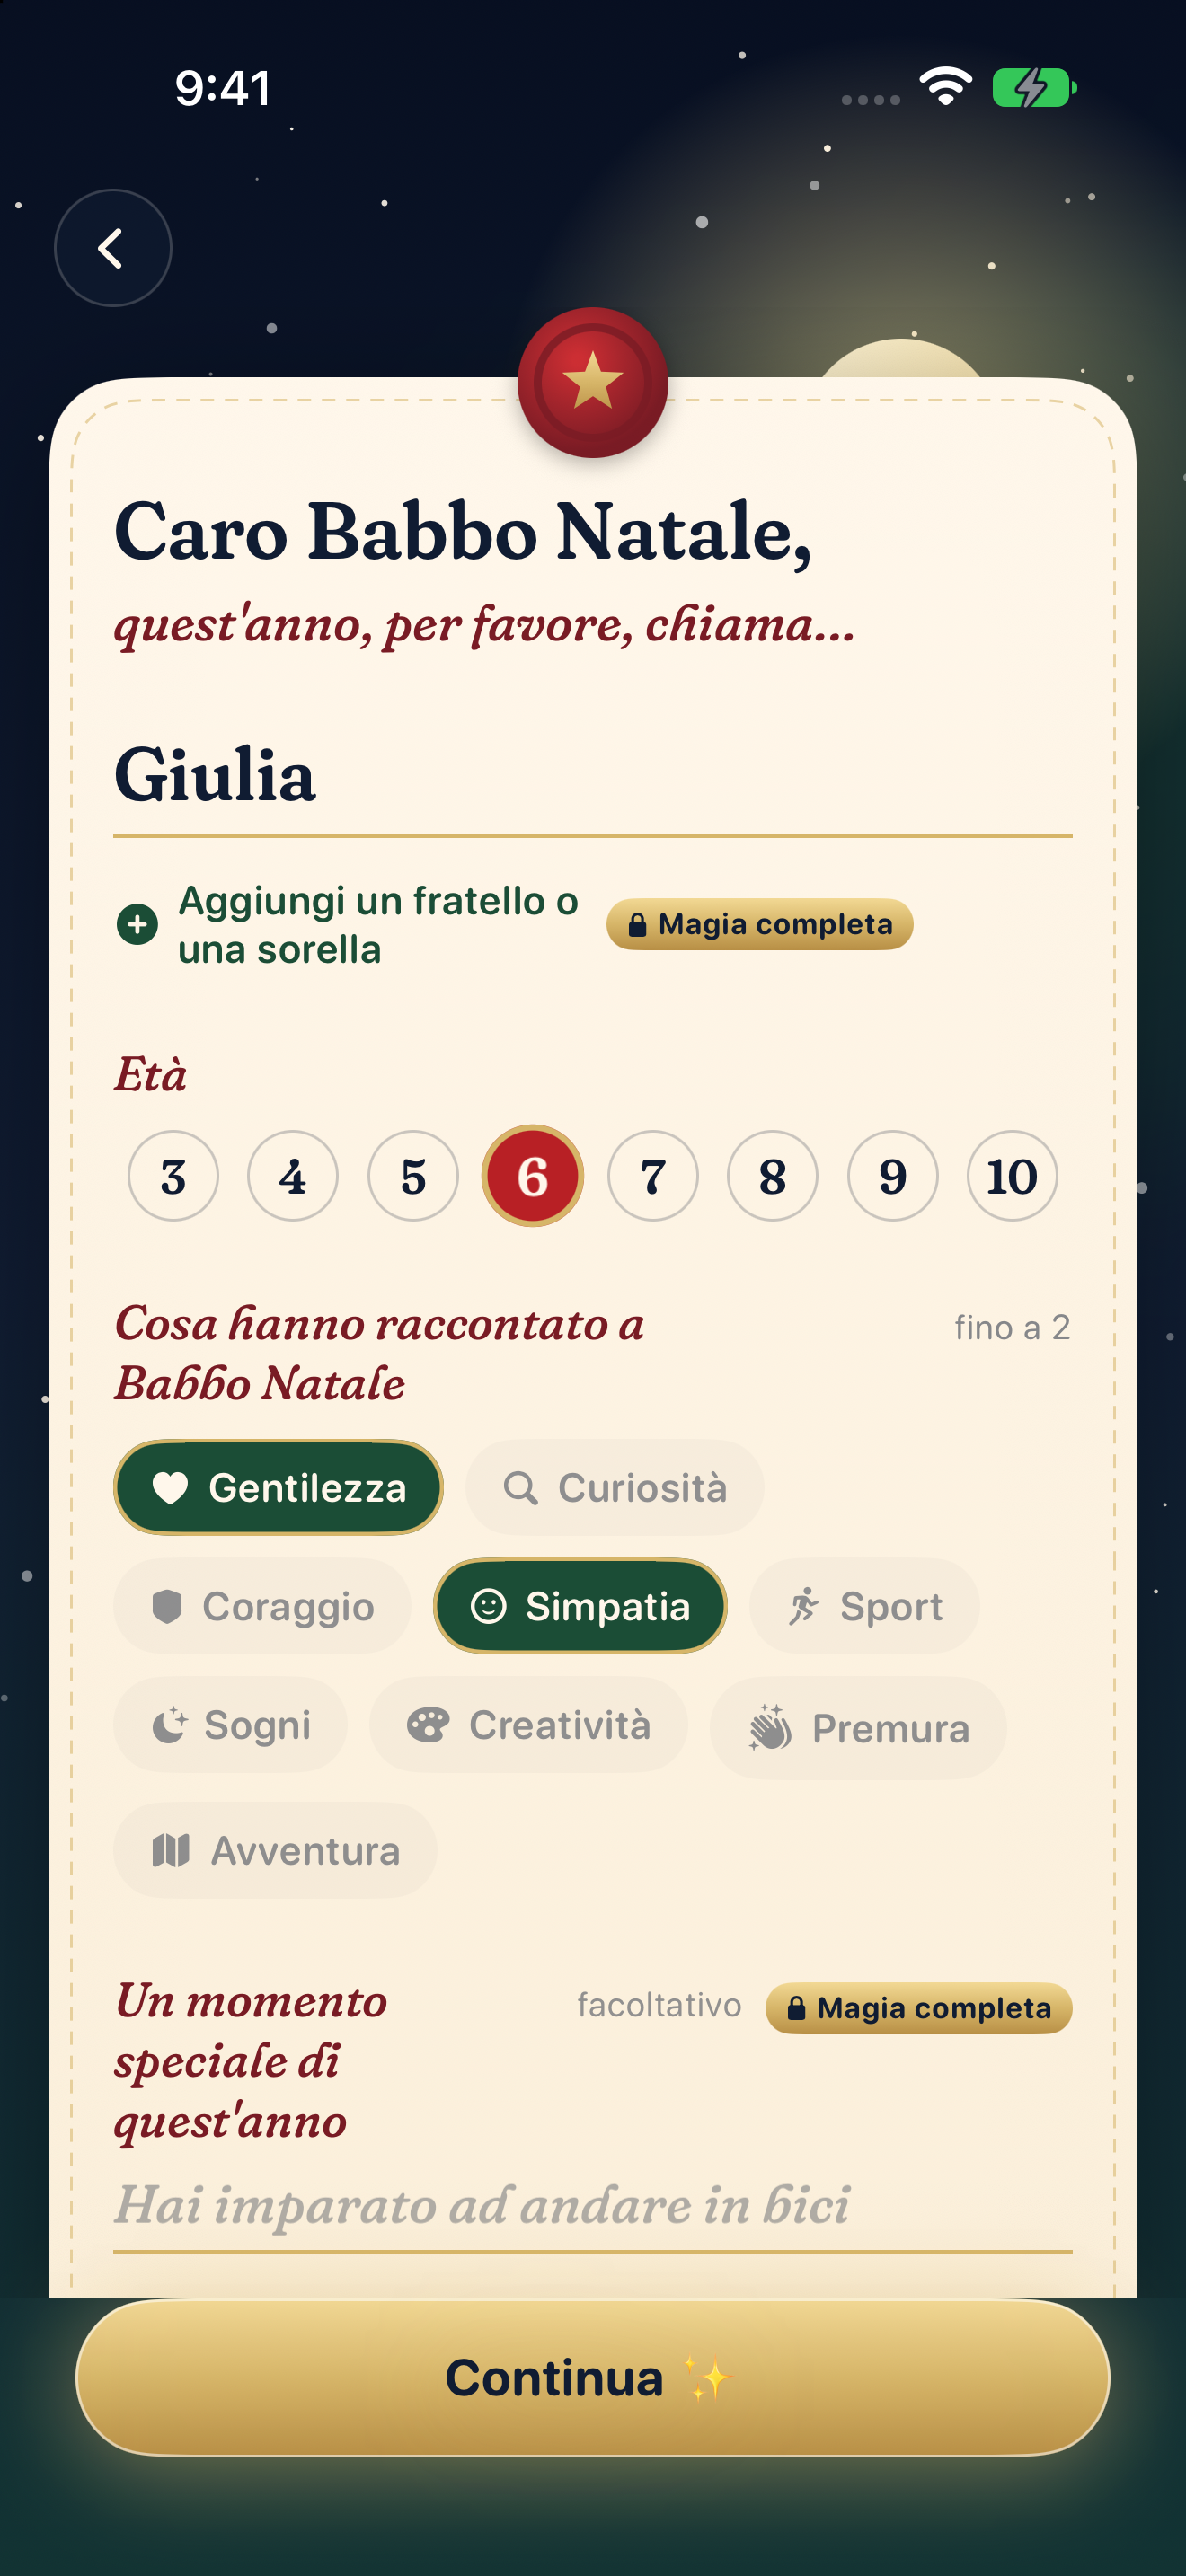 9:41
Caro Babbo Natale,
quest'anno, per favore, chiama...
Giulia
Aggiungi un fratello o
una sorella
Magia completa
Età
3 4 5 6 7 8 9 10
Cosa hanno raccontato a
Babbo Natale
fino a 2
Gentilezza Curiosità
Coraggio Simpatia Sport
Sogni Creatività Premura
Avventura
Un momento
speciale di
quest'anno
facoltativo Magia completa
Hai imparato ad andare in bici
Continua ✨